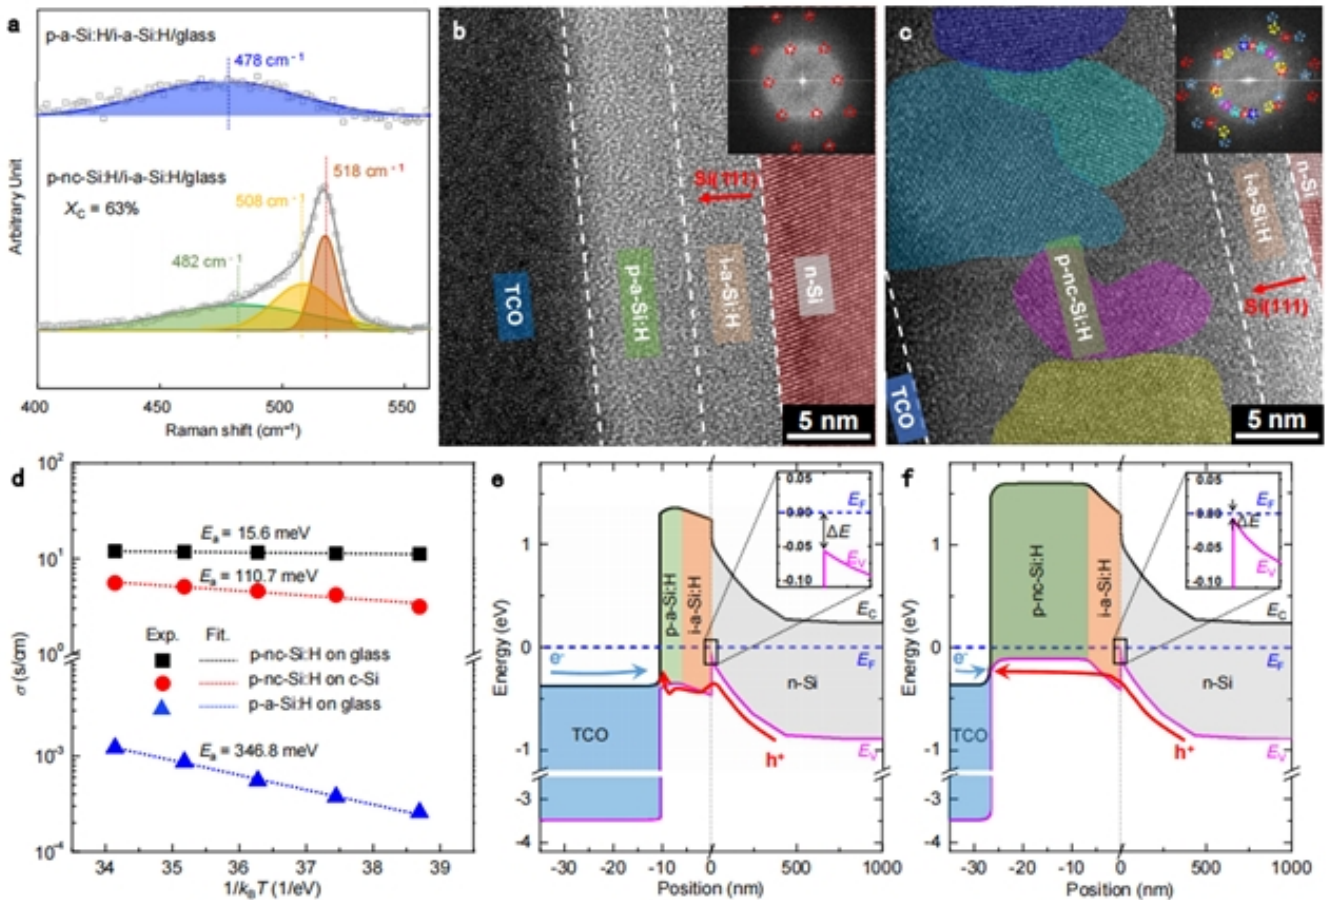 a
p-a-Si:H/i-a-Si:H/glass
478 cm⁻¹
p-nc-Si:H/i-a-Si:H/glass
X_C = 63%
518 cm⁻¹
508 cm⁻¹
482 cm⁻¹
Arbitrary Unit
400 450 500 550
Raman shift (cm⁻¹)
b
Si(111)
TCO
p-a-Si:H
i-a-Si:H
n-Si
5 nm
c
n-Si
i-a-Si:H
p-nc-Si:H
Si(111)
TCO
5 nm
d
10²
10¹
10⁰
10⁻³
10⁻⁴
σ (s/cm)
E_a = 15.6 meV
E_a = 110.7 meV
Exp. Fit.
p-nc-Si:H on glass
p-nc-Si:H on c-Si
p-a-Si:H on glass
E_a = 346.8 meV
34 35 36 37 38 39
1/k_BT (1/eV)
e
Energy (eV)
1
0
-1
-3
-4
p-a-Si:H
i-a-Si:H
0.05
0.00
-0.05
-0.10
E_F
ΔE
E_V
E_C
E_F
e⁻
n-Si
TCO
h⁺
E_V
-30 -20 -10 0 500 1000
Position (nm)
f
Energy (eV)
1
0
-1
-3
-4
p-nc-Si:H
i-a-Si:H
0.05
0.00
-0.05
-0.10
E_F
ΔE
E_V
E_C
E_F
e⁻
n-Si
TCO
h⁺
E_V
-30 -20 -10 0 500 1000
Position (nm)